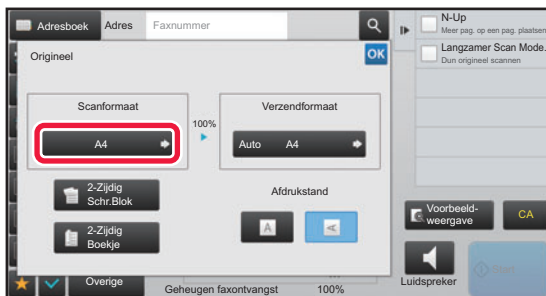 Adresboek
Adres
Faxnummer
N-Up
Meer pag. op een pag. plaatsen
Langzamer Scan Mode.
Dun origineel scannen
Origineel
OK
Scanformaat
100%
Verzendformaat
A4
Auto A4
2-Zijdig
Schr.Blok
Afdrukstand
A
A
2-Zijdig
Boekje
Voorbeeld-
weergave
CA
Overige
Geheugen faxontvangst 100%
Luidspreker
Start